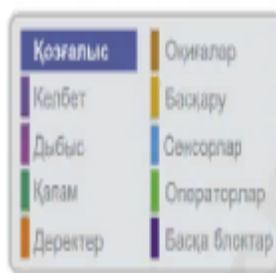 Қозғалыс
Келбет
Дыбыс
Қалам
Деректер
Оқиғалар
Басқару
Сенсорлар
Операторлар
Басқа блоктар